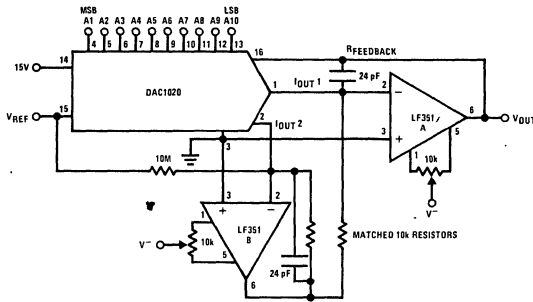 MSB LSB
A1 A2 A3 A4 A5 A6 A7 A8 A9 A10
4 5 6 7 8 9 10 11 12 13
15V 14 16 RFEEDBACK
24 pF
DAC1020 1 IOUT 1 2 − 6 VOUT
VREF 15 2 IOUT 2 LF351 A 5
3 3 + 1 10k
10M V−
3 2
+ −
1 LF351 B MATCHED 10k RESISTORS
V− 10k 5 24 pF
6